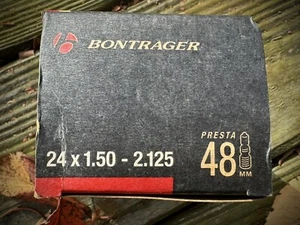 BONTRAGER
PRESTA
24 x 1.50 - 2.125
48
MM